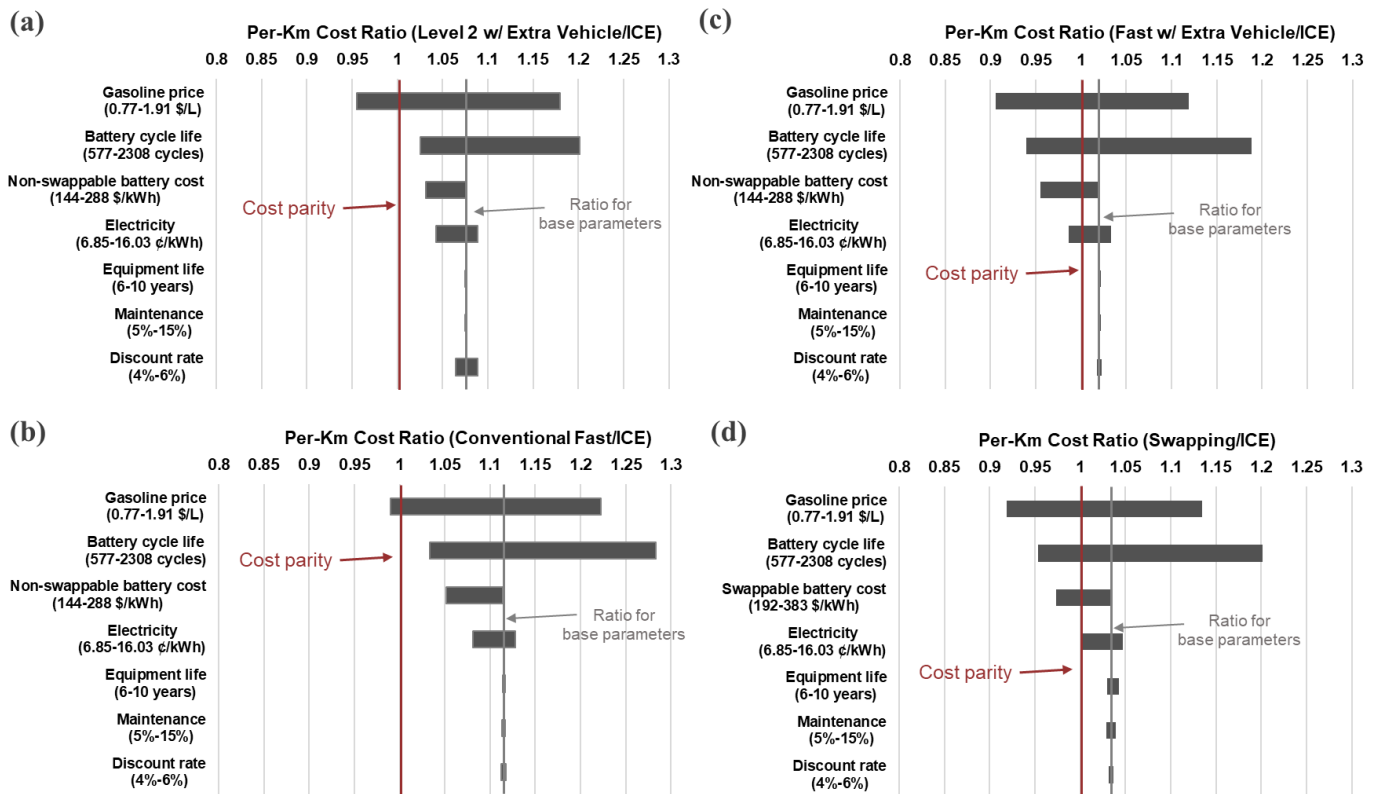 (a)
Per-Km Cost Ratio (Level 2 w/ Extra Vehicle/ICE)
0.8 0.85 0.9 0.95 1 1.05 1.1 1.15 1.2 1.25 1.3
Gasoline price
(0.77-1.91 $/L)
Battery cycle life
(577-2308 cycles)
Non-swappable battery cost
(144-288 $/kWh)
Electricity
(6.85-16.03 ¢/kWh)
Equipment life
(6-10 years)
Maintenance
(5%-15%)
Discount rate
(4%-6%)
Cost parity
Ratio for
base parameters
(c)
Per-Km Cost Ratio (Fast w/ Extra Vehicle/ICE)
0.8 0.85 0.9 0.95 1 1.05 1.1 1.15 1.2 1.25 1.3
Gasoline price
(0.77-1.91 $/L)
Battery cycle life
(577-2308 cycles)
Non-swappable battery cost
(144-288 $/kWh)
Electricity
(6.85-16.03 ¢/kWh)
Equipment life
(6-10 years)
Maintenance
(5%-15%)
Discount rate
(4%-6%)
Ratio for
base parameters
Cost parity
(b)
Per-Km Cost Ratio (Conventional Fast/ICE)
0.8 0.85 0.9 0.95 1 1.05 1.1 1.15 1.2 1.25 1.3
Gasoline price
(0.77-1.91 $/L)
Battery cycle life
(577-2308 cycles)
Non-swappable battery cost
(144-288 $/kWh)
Electricity
(6.85-16.03 ¢/kWh)
Equipment life
(6-10 years)
Maintenance
(5%-15%)
Discount rate
(4%-6%)
Cost parity
Ratio for
base parameters
(d)
Per-Km Cost Ratio (Swapping/ICE)
0.8 0.85 0.9 0.95 1 1.05 1.1 1.15 1.2 1.25 1.3
Gasoline price
(0.77-1.91 $/L)
Battery cycle life
(577-2308 cycles)
Swappable battery cost
(192-383 $/kWh)
Electricity
(6.85-16.03 ¢/kWh)
Equipment life
(6-10 years)
Maintenance
(5%-15%)
Discount rate
(4%-6%)
Ratio for
base parameters
Cost parity